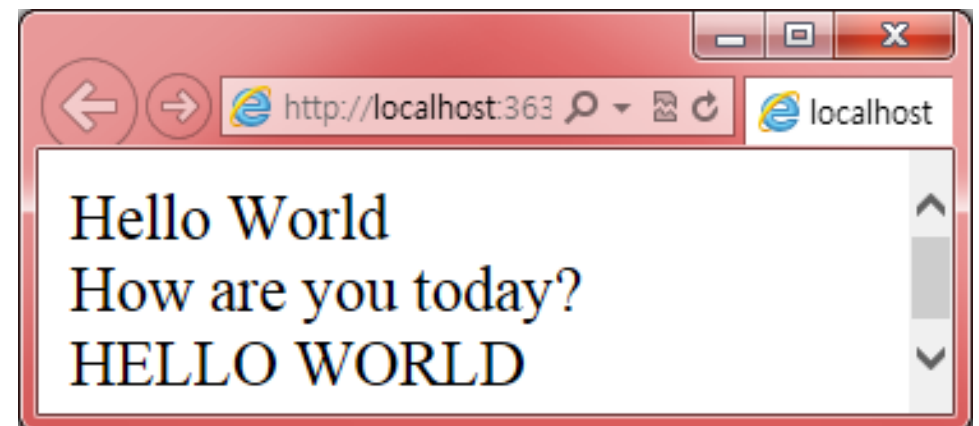 http://localhost:363
localhost
Hello World
How are you today?
HELLO WORLD